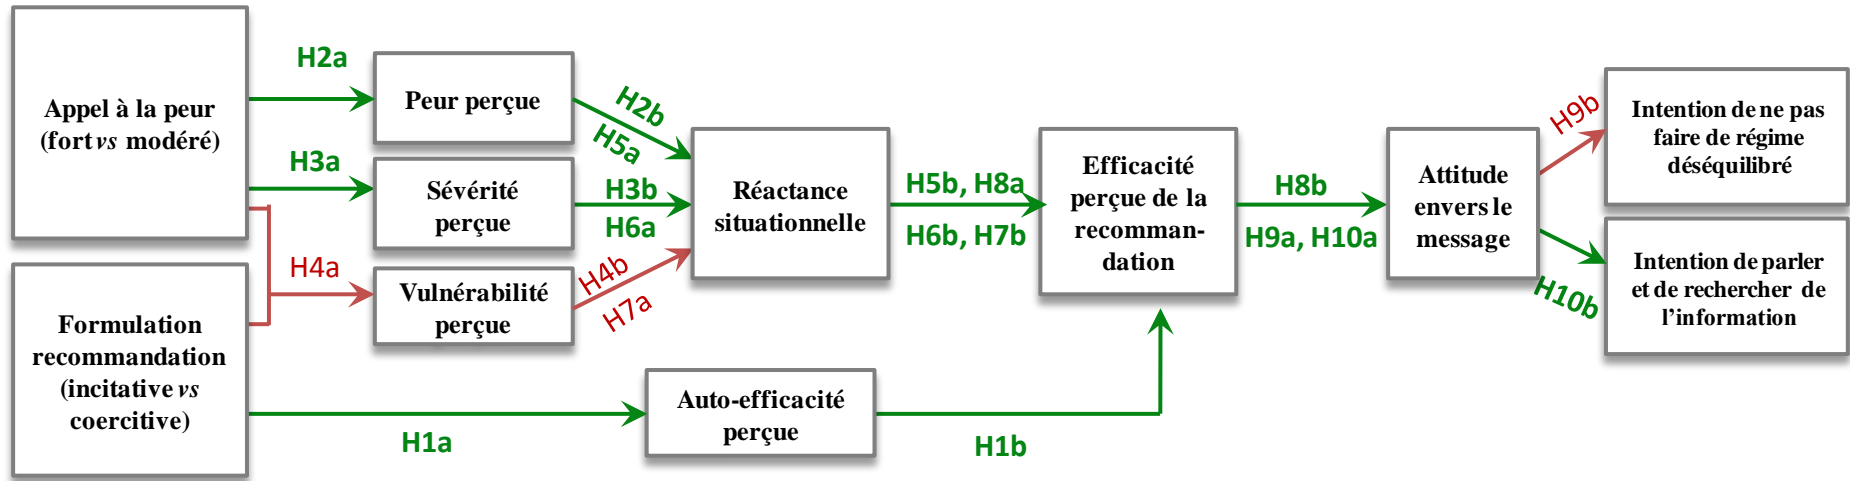 Appel à la peur
(fort vs modéré)
Formulation
recommandation
(incitative vs
coercitive)
H2a
H3a
H4a
H1a
Peur perçue
Sévérité
perçue
Vulnérabilité
perçue
H2b
H5a
H3b
H6a
H4b
H7a
Réactance
situationnelle
Auto-efficacité
perçue
H1b
H5b, H8a
H6b, H7b
Efficacité
perçue de la
recomman-
dation
H8b
H9a, H10a
Attitude
envers le
message
H9b
H10b
Intention de ne pas
faire de régime
déséquilibré
Intention de parler
et de rechercher de
l’information